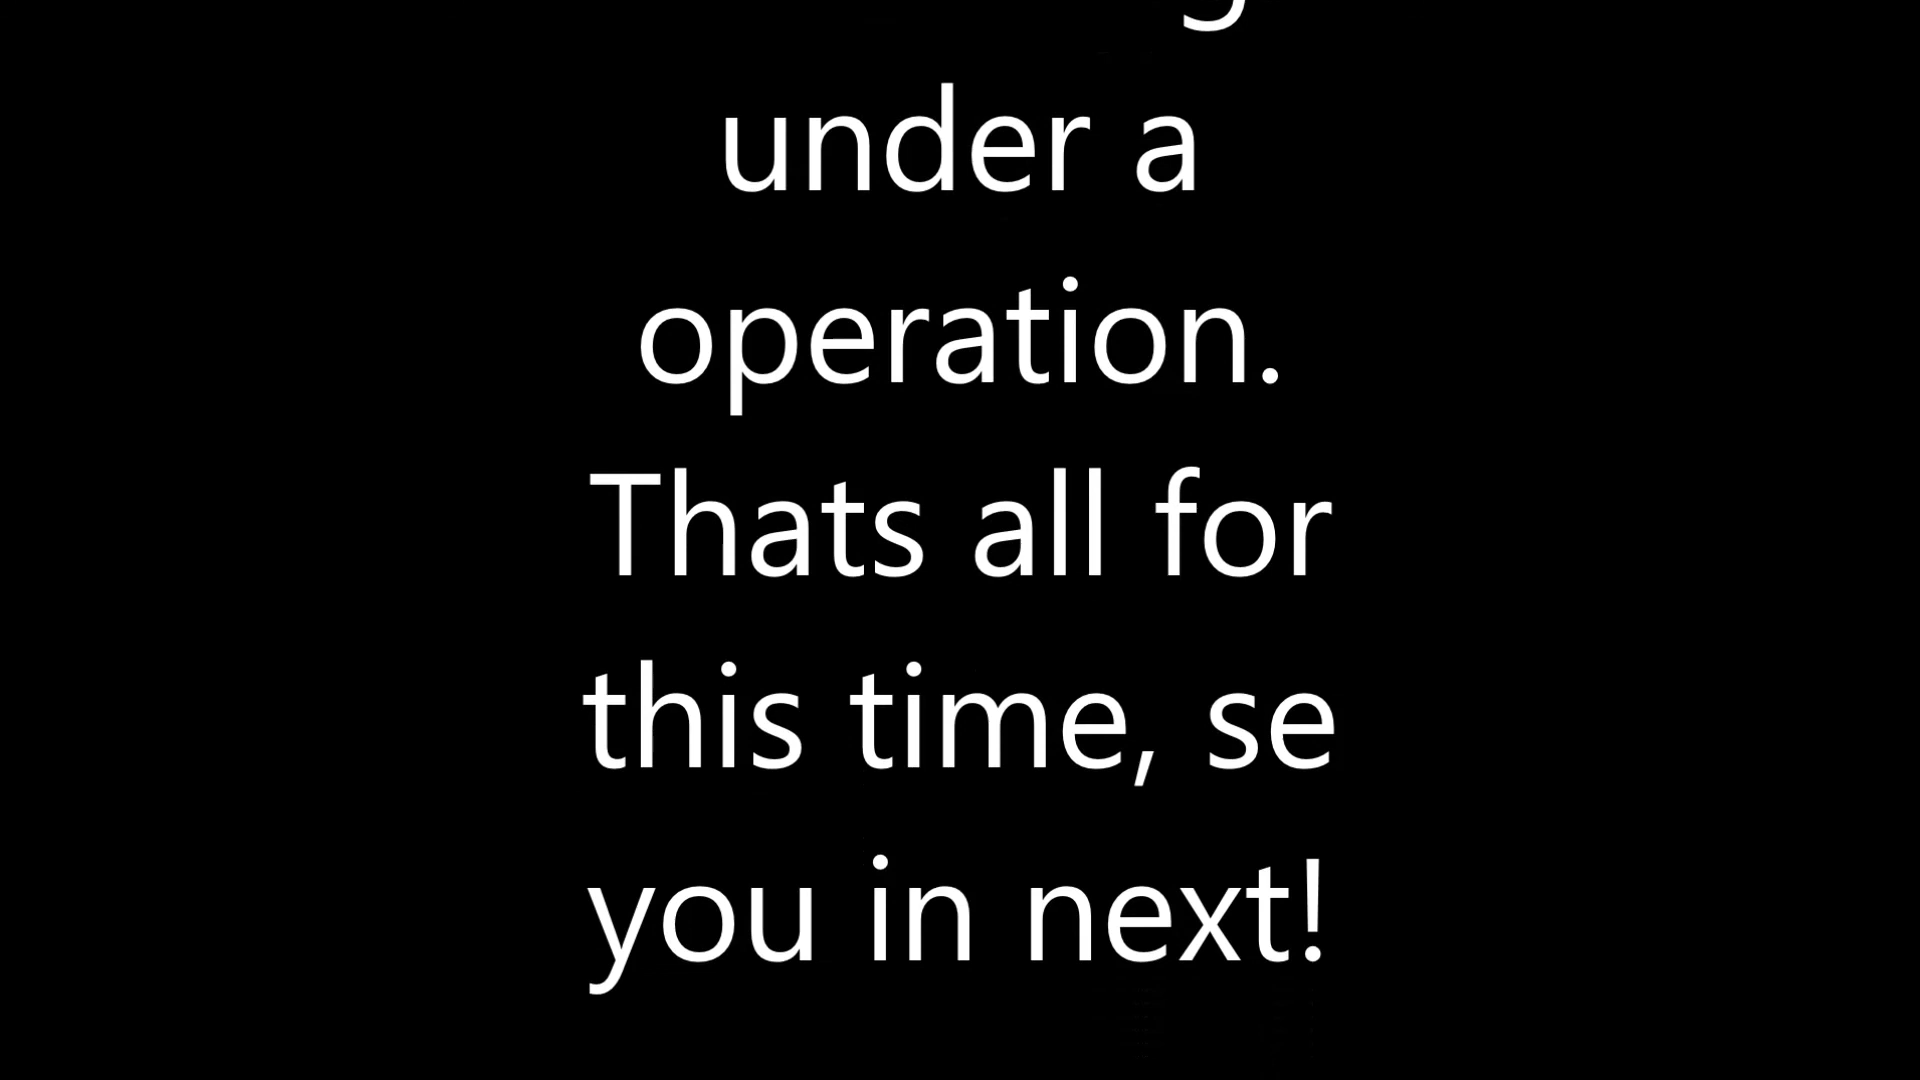 under a
operation.
Thats all for
this time, se
you in next!